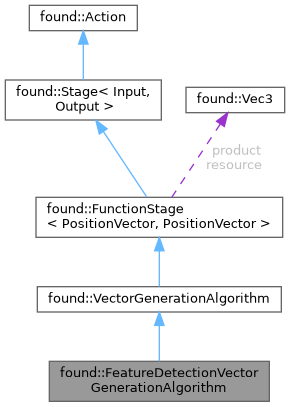 found::Action
found::Stage< Input,
Output >
found::Vec3
product
resource
found::FunctionStage
< PositionVector, PositionVector >
found::VectorGenerationAlgorithm
found::FeatureDetectionVector
GenerationAlgorithm